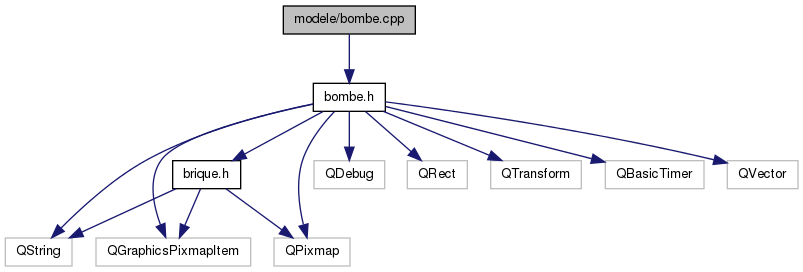 modele/bombe.cpp
bombe.h
brique.h
QDebug
QRect
QTransform
QBasicTimer
QVector
QString
QGraphicsPixmapItem
QPixmap